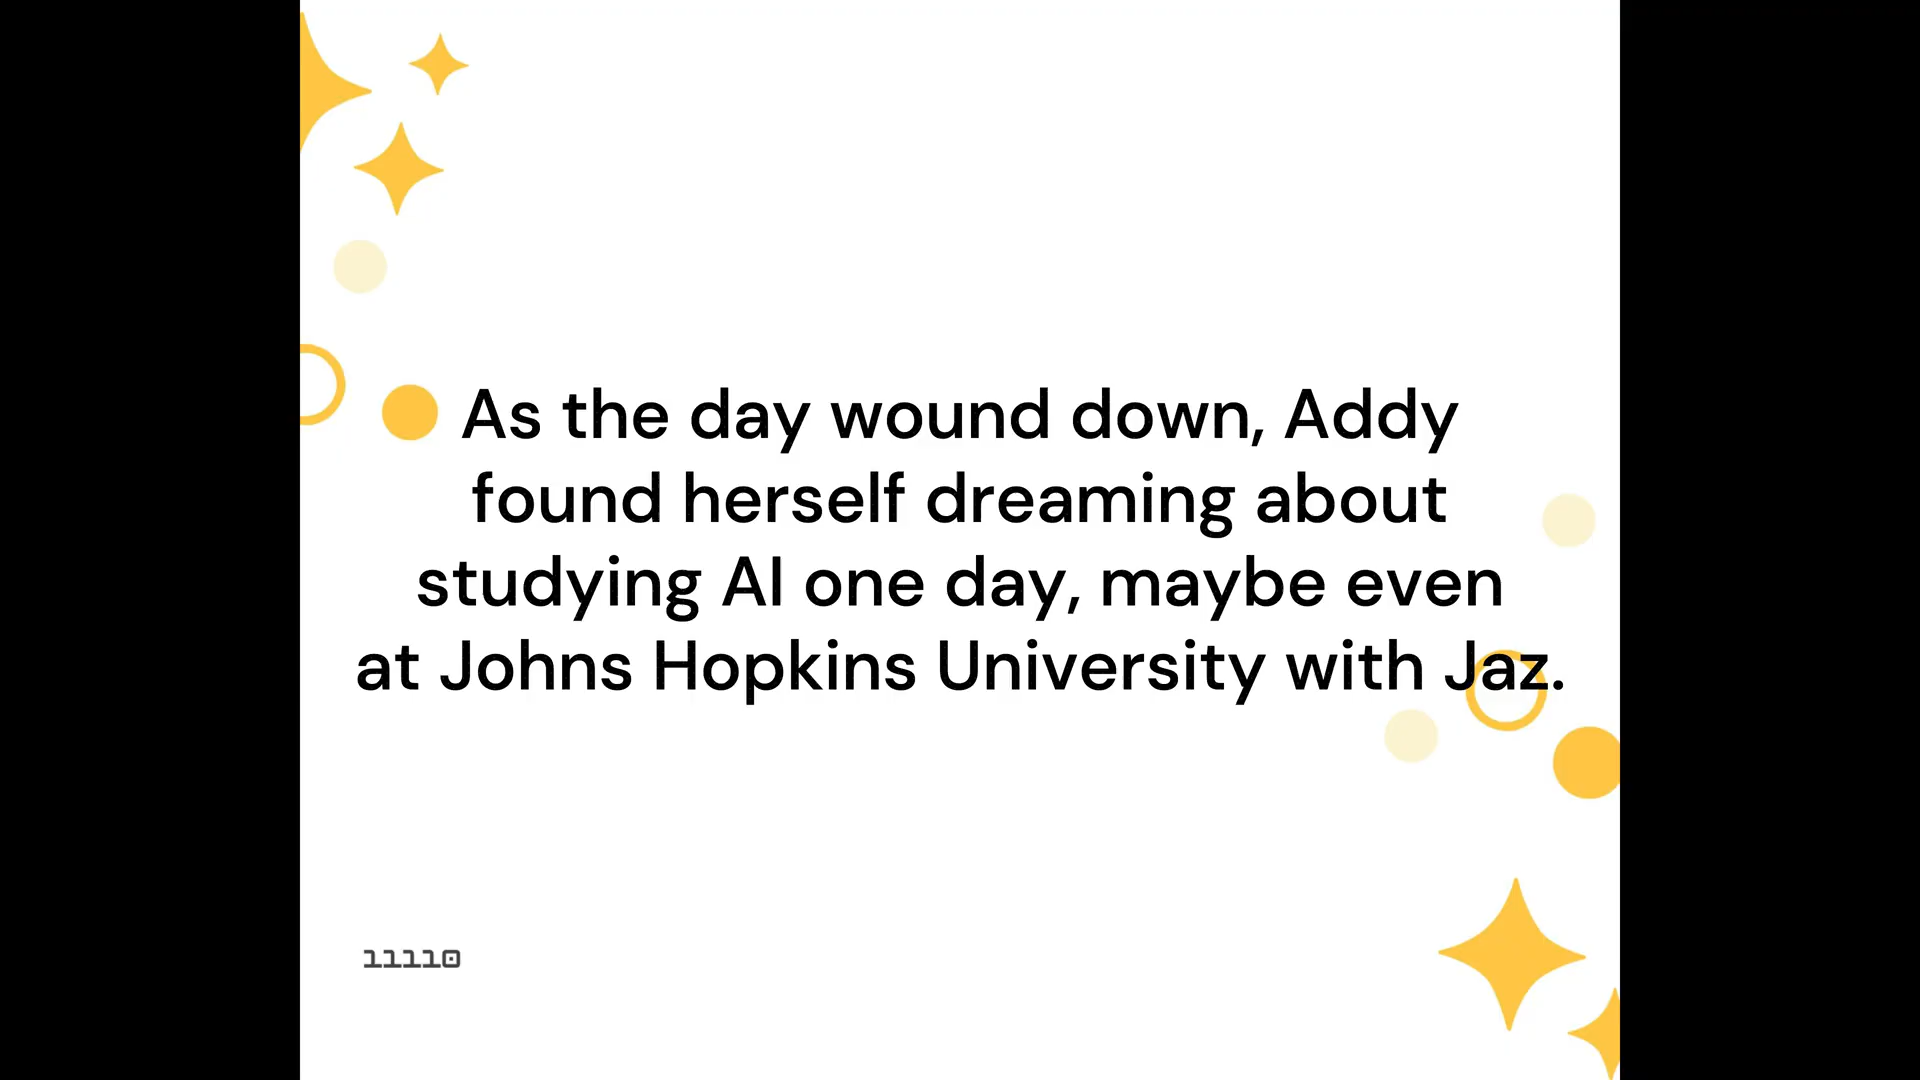 As the day wound down, Addy
found herself dreaming about
studying AI one day, maybe even
at Johns Hopkins University with Jaz.
11110